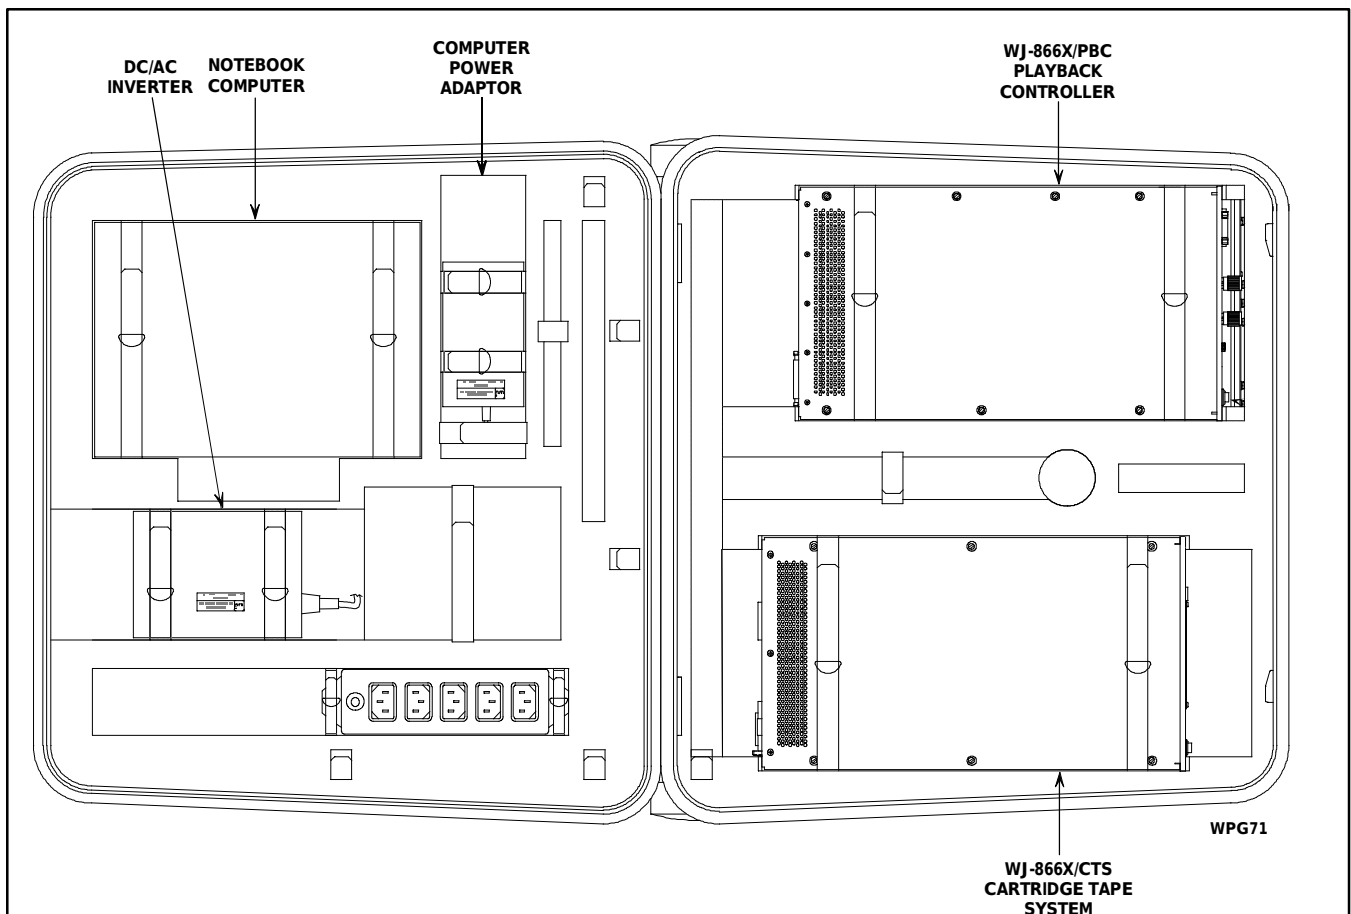 DC/AC
INVERTER
NOTEBOOK
COMPUTER
COMPUTER
POWER
ADAPTOR
WJ-866X/PBC
PLAYBACK
CONTROLLER
WPG71
WJ-866X/CTS
CARTRIDGE TAPE
SYSTEM